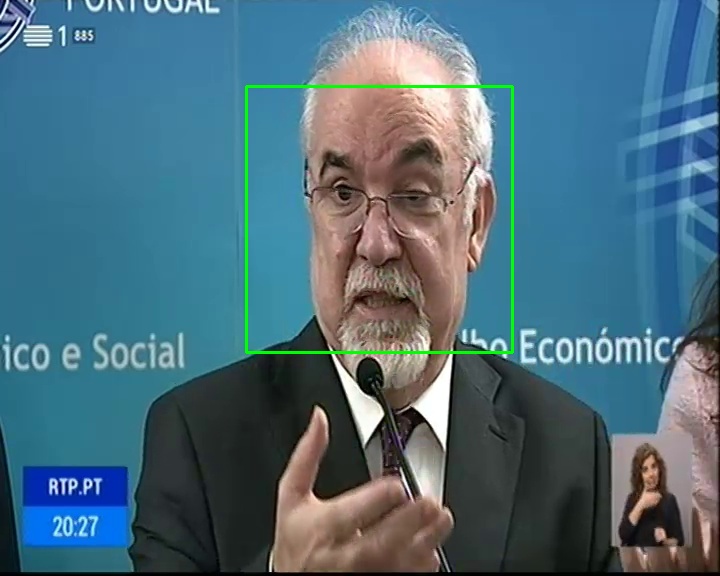 PORTUGAL
1 885
ico e Social
lho Económic
RTP.PT
20:27